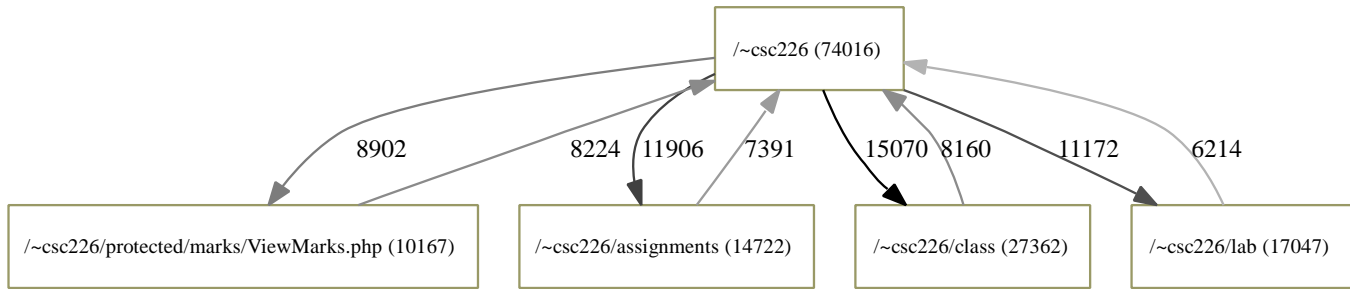 /~csc226 (74016)
8902
8224
11906
7391
15070
8160
11172
6214
/~csc226/protected/marks/ViewMarks.php (10167)
/~csc226/assignments (14722)
/~csc226/class (27362)
/~csc226/lab (17047)